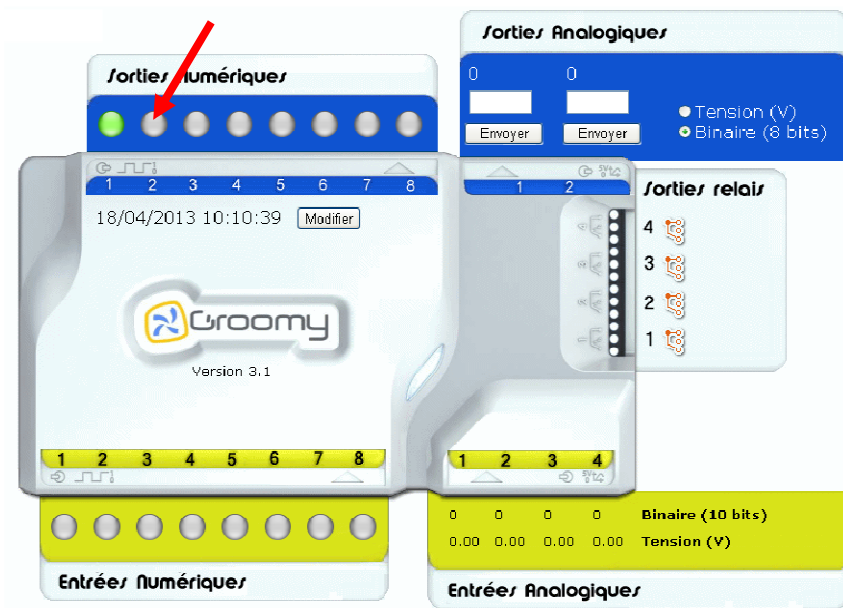 Sorties Analogiques
Sorties Numériques
0 0
Tension (V)
Envoyer Envoyer
Binaire (8 bits)
1 2 3 4 5 6 7 8
1 2
Sorties relais
18/04/2013 10:10:39 Modifier
4
3
2
1
Groomy
Version 3.1
1 2 3 4 5 6 7 8
1 2 3 4
0 0 0 0 Binaire (10 bits)
0.00 0.00 0.00 0.00 Tension (V)
Entrées Numériques
Entrées Analogiques